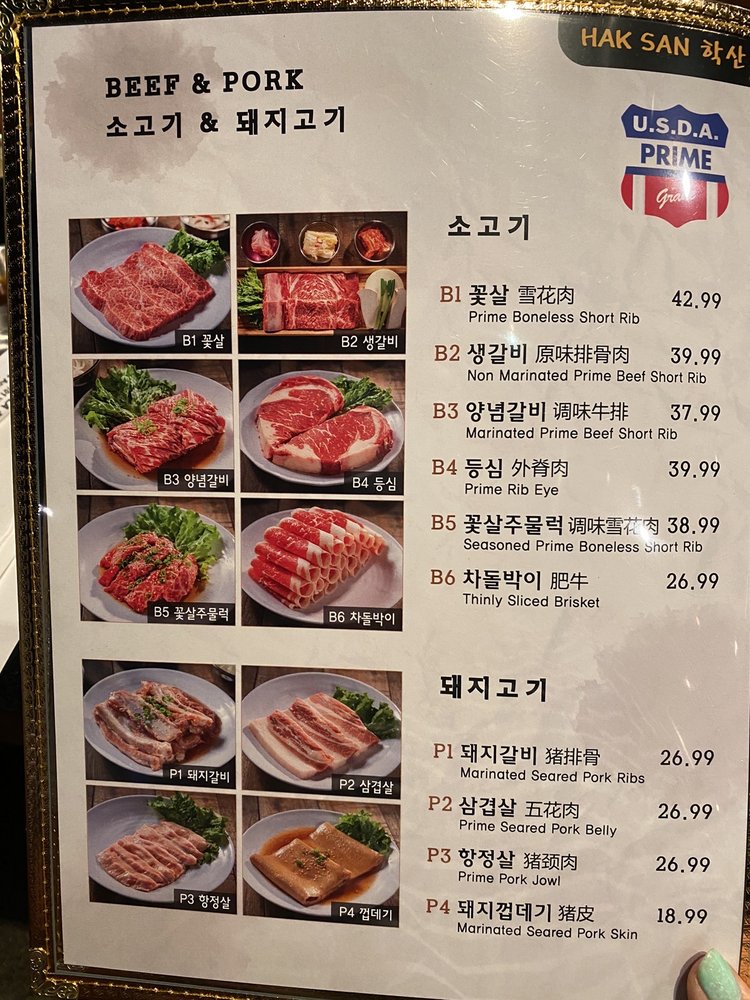 HAK SAN 학산
BEEF & PORK
소고기 & 돼지고기
U.S.D.A.
PRIME
Grade
B1 꽃살
B2 생갈비
B3 양념갈비
B4 등심
B5 꽃살주물럭
B6 차돌박이
소고기
B1 꽃살 雪花肉 42.99
Prime Boneless Short Rib
B2 생갈비 原味排骨肉 39.99
Non Marinated Prime Beef Short Rib
B3 양념갈비 调味牛排 37.99
Marinated Prime Beef Short Rib
B4 등심 外脊肉 39.99
Prime Rib Eye
B5 꽃살주물럭 调味雪花肉 38.99
Seasoned Prime Boneless Short Rib
B6 차돌박이 肥牛 26.99
Thinly Sliced Brisket
P1 돼지갈비
P2 삼겹살
P3 항정살
P4 껍데기
돼지고기
P1 돼지갈비 猪排骨 26.99
Marinated Seared Pork Ribs
P2 삼겹살 五花肉 26.99
Prime Seared Pork Belly
P3 항정살 猪颈肉 26.99
Prime Pork Jowl
P4 돼지껍데기 猪皮 18.99
Marinated Seared Pork Skin